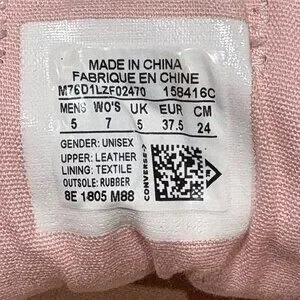 MADE IN CHINA
FABRIQUE EN CHINE
M76D1LZF02470 158416C
MENS WO'S UK EUR CM
5 7 5 37.5 24
GENDER: UNISEX
UPPER: LEATHER
LINING: TEXTILE
OUTSOLE: RUBBER
8E 1805 M88
CONVERSE